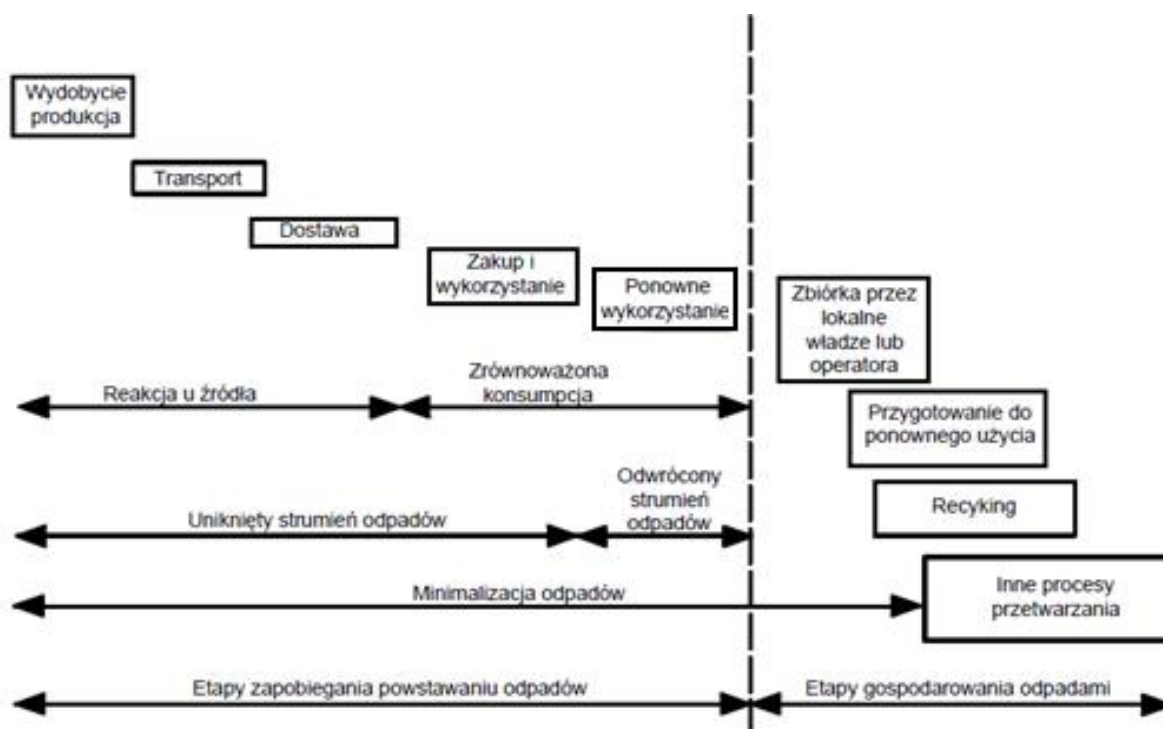 Wydobycie
produkcja
Transport
Dostawa
Zakup i
wykorzystanie
Ponowne
wykorzystanie
Zbiórka przez
lokalne
władze lub
operatora
Reakcja u źródła
Zrównoważona
konsumpcja
Przygotowanie do
ponownego użycia
Odwrócony
strumień
odpadów
Uniknięty strumień odpadów
Recyking
Minimalizacja odpadów
Inne procesy
przetwarzania
Etapy zapobiegania powstawaniu odpadów
Etapy gospodarowania odpadami